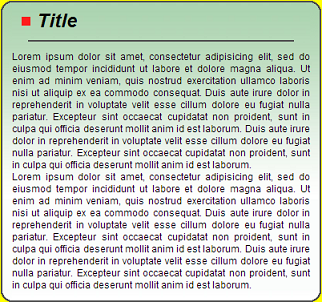 Title
Lorem ipsum dolor sit amet, consectetur adipisicing elit, sed do
eiusmod tempor incididunt ut labore et dolore magna aliqua. Ut
enim ad minim veniam, quis nostrud exercitation ullamco laboris
nisi ut aliquip ex ea commodo consequat. Duis aute irure dolor in
reprehenderit in voluptate velit esse cillum dolore eu fugiat nulla
pariatur. Excepteur sint occaecat cupidatat non proident, sunt in
culpa qui officia deserunt mollit anim id est laborum. Duis aute irure
dolor in reprehenderit in voluptate velit esse cillum dolore eu fugiat
nulla pariatur. Excepteur sint occaecat cupidatat non proident, sunt
in culpa qui officia deserunt mollit anim id est laborum.
Lorem ipsum dolor sit amet, consectetur adipisicing elit, sed do
eiusmod tempor incididunt ut labore et dolore magna aliqua. Ut
enim ad minim veniam, quis nostrud exercitation ullamco laboris
nisi ut aliquip ex ea commodo consequat. Duis aute irure dolor in
reprehenderit in voluptate velit esse cillum dolore eu fugiat nulla
pariatur. Excepteur sint occaecat cupidatat non proident, sunt in
culpa qui officia deserunt mollit anim id est laborum. Duis aute irure
dolor in reprehenderit in voluptate velit esse cillum dolore eu fugiat
nulla pariatur. Excepteur sint occaecat cupidatat non proident, sunt
in culpa qui officia deserunt mollit anim id est laborum.